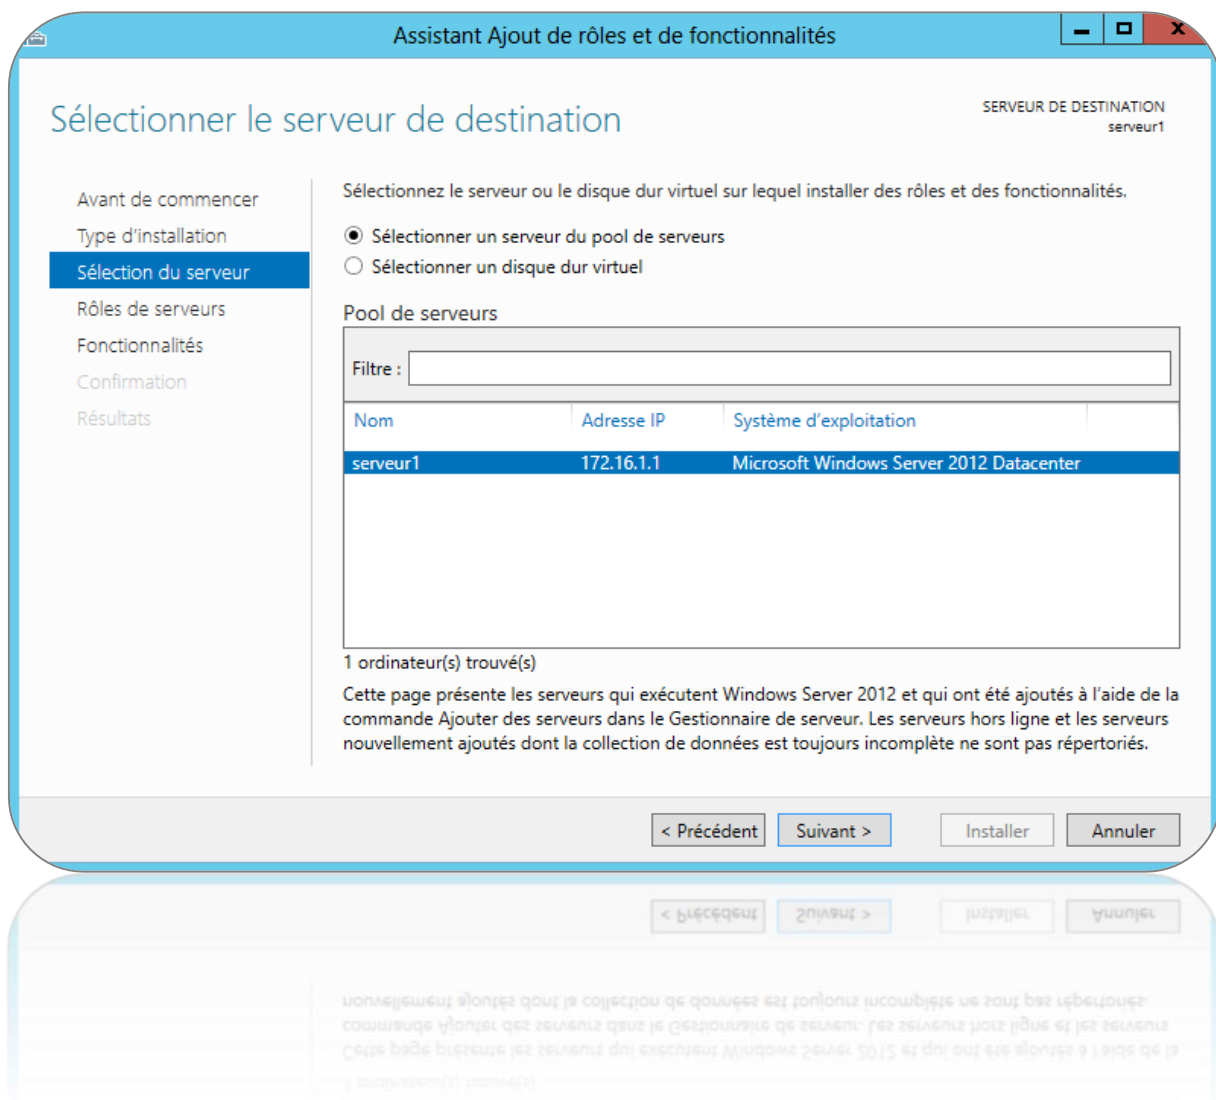 Assistant Ajout de rôles et de fonctionnalités
Sélectionner le serveur de destination
SERVEUR DE DESTINATION
serveur1
Avant de commencer
Type d'installation
Sélection du serveur
Rôles de serveurs
Fonctionnalités
Confirmation
Résultats
Sélectionnez le serveur ou le disque dur virtuel sur lequel installer des rôles et des fonctionnalités.
Sélectionner un serveur du pool de serveurs
Sélectionner un disque dur virtuel
Pool de serveurs
Filtre :
Nom Adresse IP Système d'exploitation
serveur1 172.16.1.1 Microsoft Windows Server 2012 Datacenter
1 ordinateur(s) trouvé(s)
Cette page présente les serveurs qui exécutent Windows Server 2012 et qui ont été ajoutés à l'aide de la
commande Ajouter des serveurs dans le Gestionnaire de serveur. Les serveurs hors ligne et les serveurs
nouvellement ajoutés dont la collection de données est toujours incomplète ne sont pas répertoriés.
< Précédent Suivant > Installer Annuler